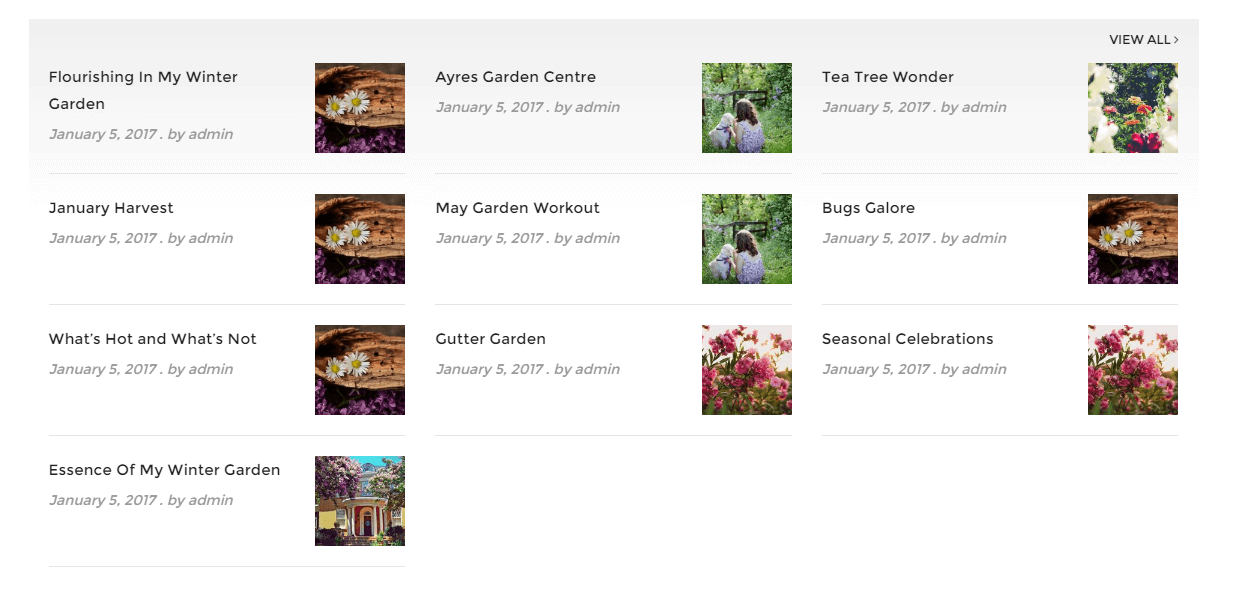 VIEW ALL >
Flourishing In My Winter
Garden
January 5, 2017 . by admin
Ayres Garden Centre
January 5, 2017 . by admin
Tea Tree Wonder
January 5, 2017 . by admin
January Harvest
January 5, 2017 . by admin
May Garden Workout
January 5, 2017 . by admin
Bugs Galore
January 5, 2017 . by admin
What’s Hot and What’s Not
January 5, 2017 . by admin
Gutter Garden
January 5, 2017 . by admin
Seasonal Celebrations
January 5, 2017 . by admin
Essence Of My Winter Garden
January 5, 2017 . by admin